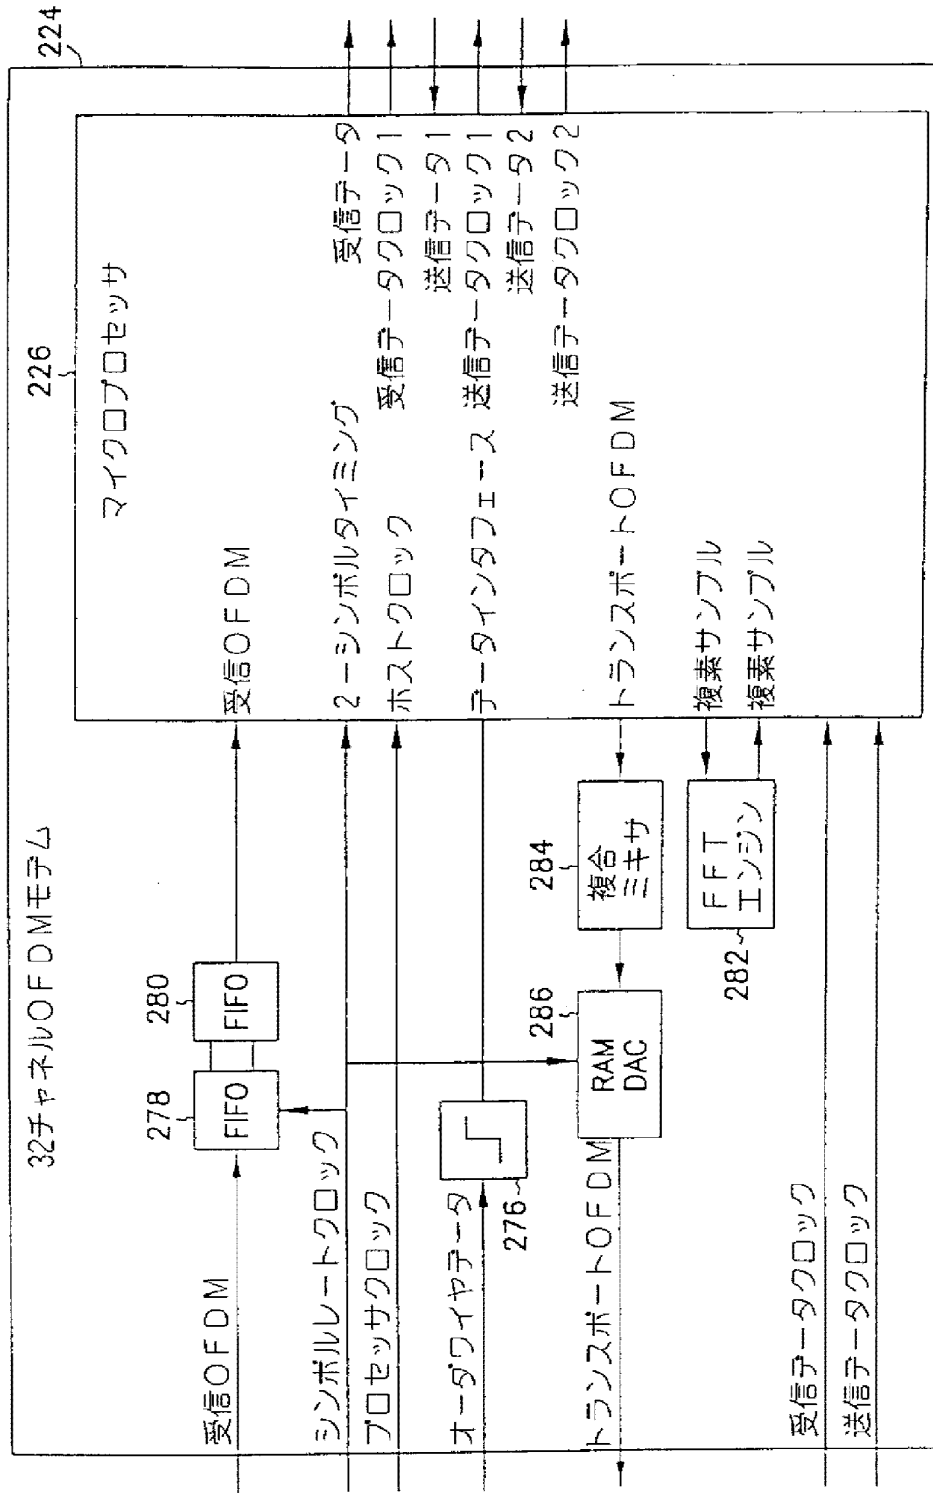 224
226
マイクロプロセッサ
32チャネルOFDMモデム
受信OFDM
278
FIFO
280
FIFO
受信OFDM
シンボルレートクロック
2-シンボルタイミング
受信データ
プロセッサクロック
ホストクロック
受信データクロック1
送信データ1
オーダワイヤデータ
276
データインタフェース
送信データクロック1
送信データ2
送信データクロック2
トランスポートOFDM
286
RAM
DAC
284
複合
ミキサ
トランスポートOFDM
282
FFT
エンジン
複素サンプル
複素サンプル
受信データクロック
送信データクロック